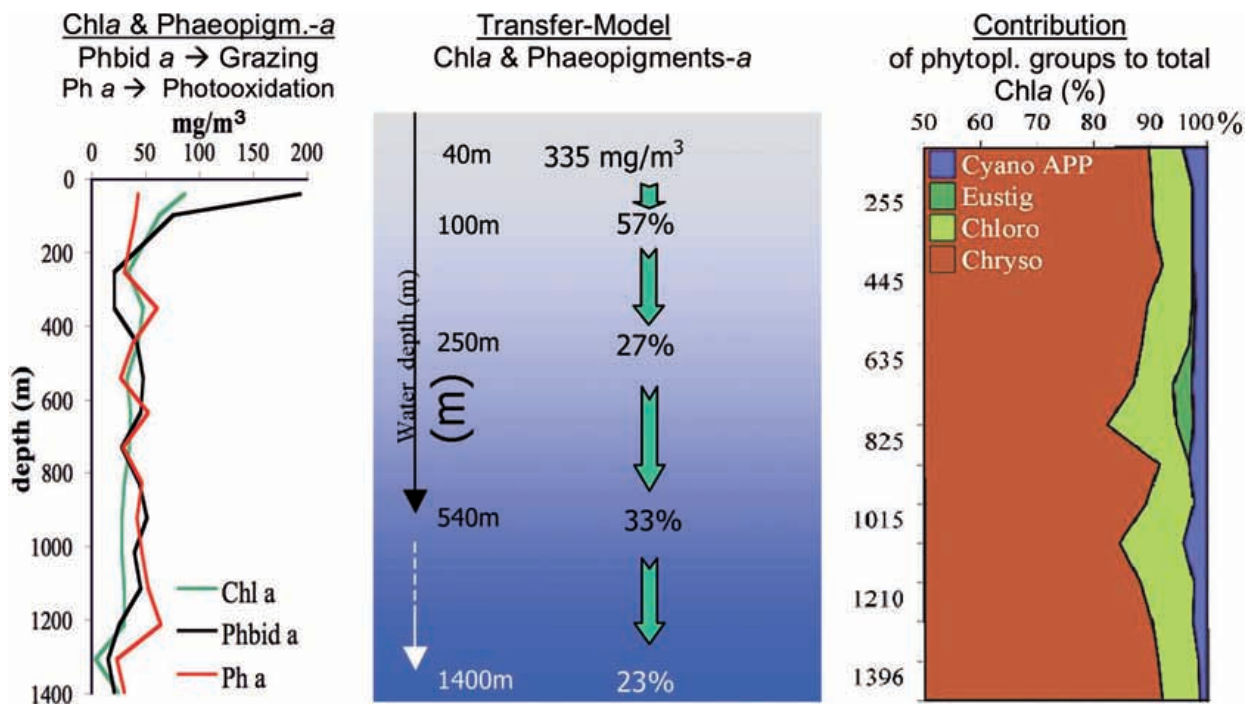 Chla & Phaeopigm.-a
Phbid a → Grazing
Ph a → Photooxidation
mg/m³
0 50 100 150 200
0
200
400
600
800
1000
1200
1400
depth (m)
Chl a
Phbid a
Ph a
Transfer-Model
Chla & Phaeopigments-a
40m 335 mg/m³
100m 57%
250m 27%
540m 33%
1400m 23%
Water depth (m)
(m)
Contribution
of phytopl. groups to total
Chla (%)
50 60 70 80 90 100 %
Cyano APP
Eustig
Chloro
Chryso
255
445
635
825
1015
1210
1396